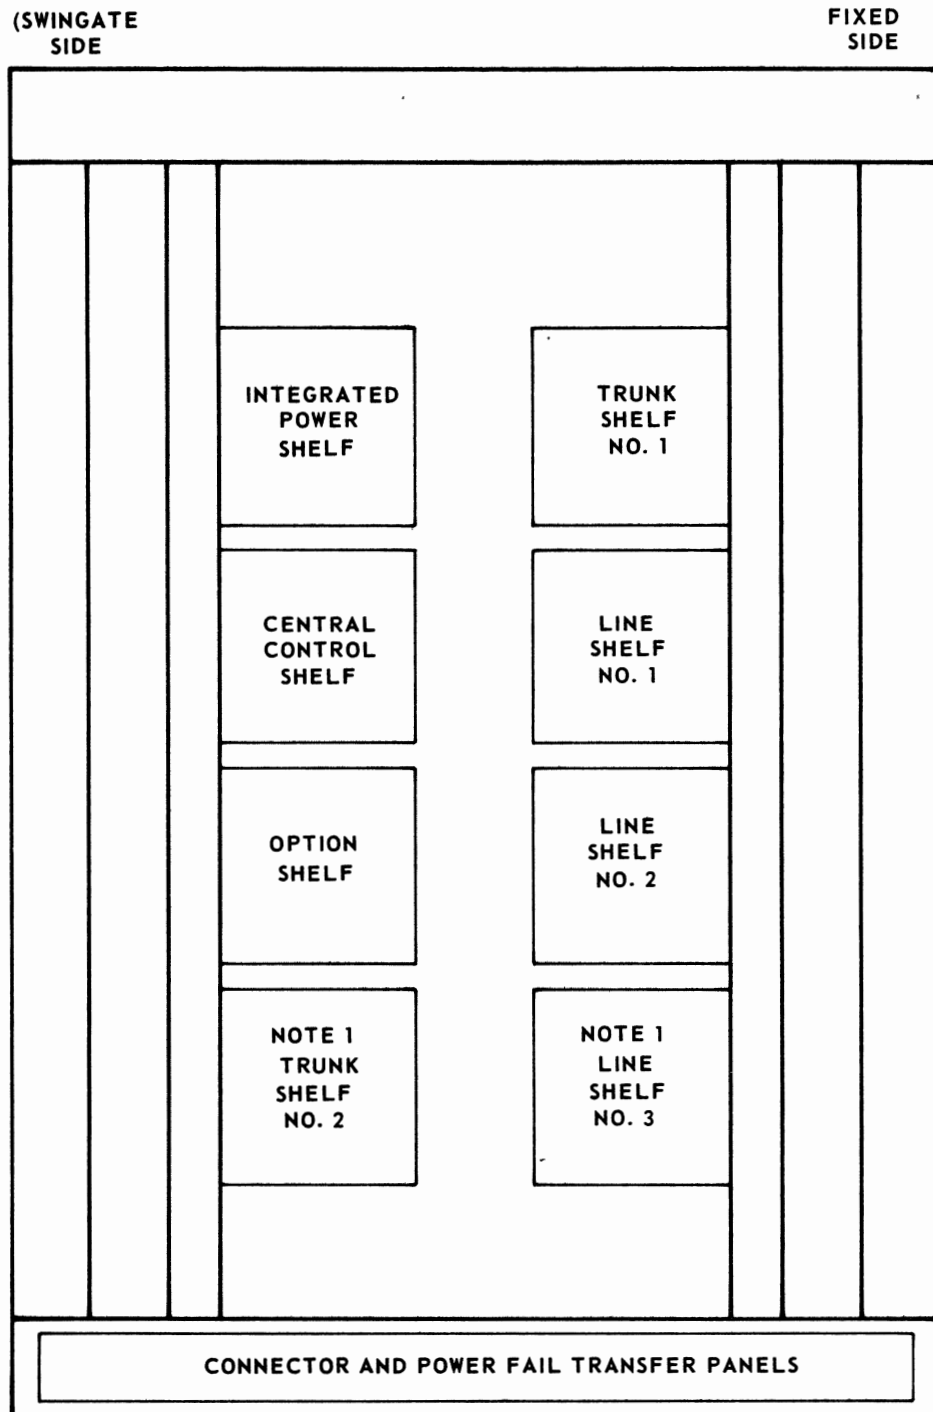 (SWINGATE
SIDE
FIXED
SIDE
INTEGRATED
POWER
SHELF
TRUNK
SHELF
NO. 1
CENTRAL
CONTROL
SHELF
LINE
SHELF
NO. 1
OPTION
SHELF
LINE
SHELF
NO. 2
NOTE 1
TRUNK
SHELF
NO. 2
NOTE 1
LINE
SHELF
NO. 3
CONNECTOR AND POWER FAIL TRANSFER PANELS